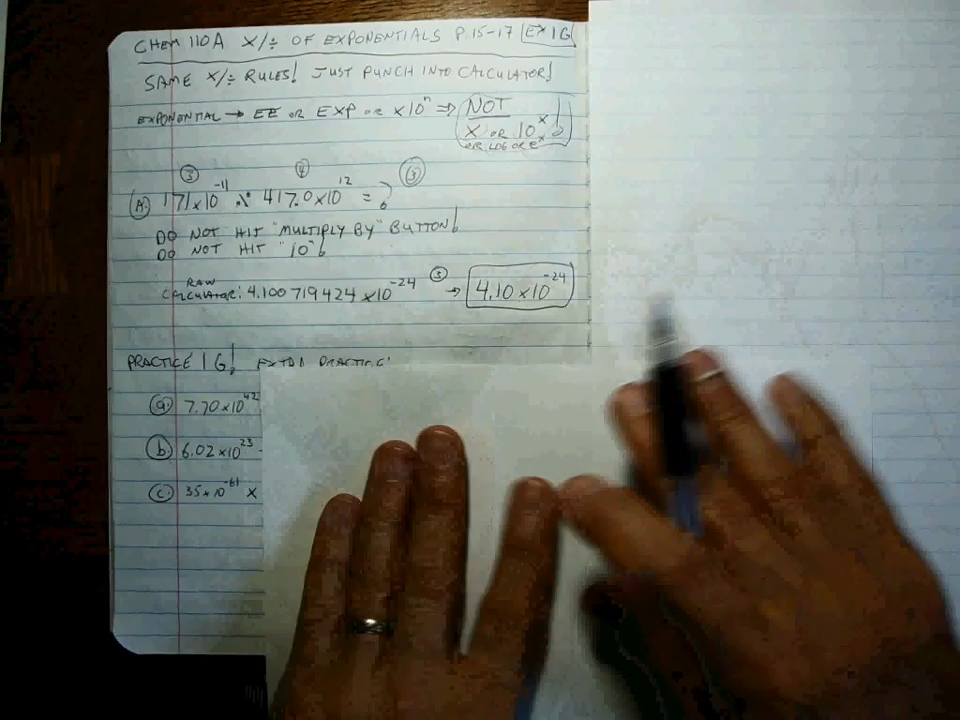 CHEM 110A X/÷ OF EXPONENTIALS P.15-17 EX 1G
SAME X/÷ RULES! JUST PUNCH INTO CALCULATOR!
EXPONENTIAL → EE OR EXP OR ×10ⁿ ⇒ NOT
X OR 10ˣ!
OR LOG OR eˣ
③ ④ ③
A. 171×10⁻¹¹ ÷ 417.0×10¹² = ?
DO NOT HIT "MULTIPLY BY" BUTTON!
DO NOT HIT "10"!
RAW
CALCULATOR: 4.100719424 ×10⁻²⁴ ③ → 4.10×10⁻²⁴
PRACTICE 1G! EXTRA PRACTICE!
ⓐ 7.70×10⁴²
ⓑ 6.02×10²³
ⓒ 35×10⁻⁶¹ X